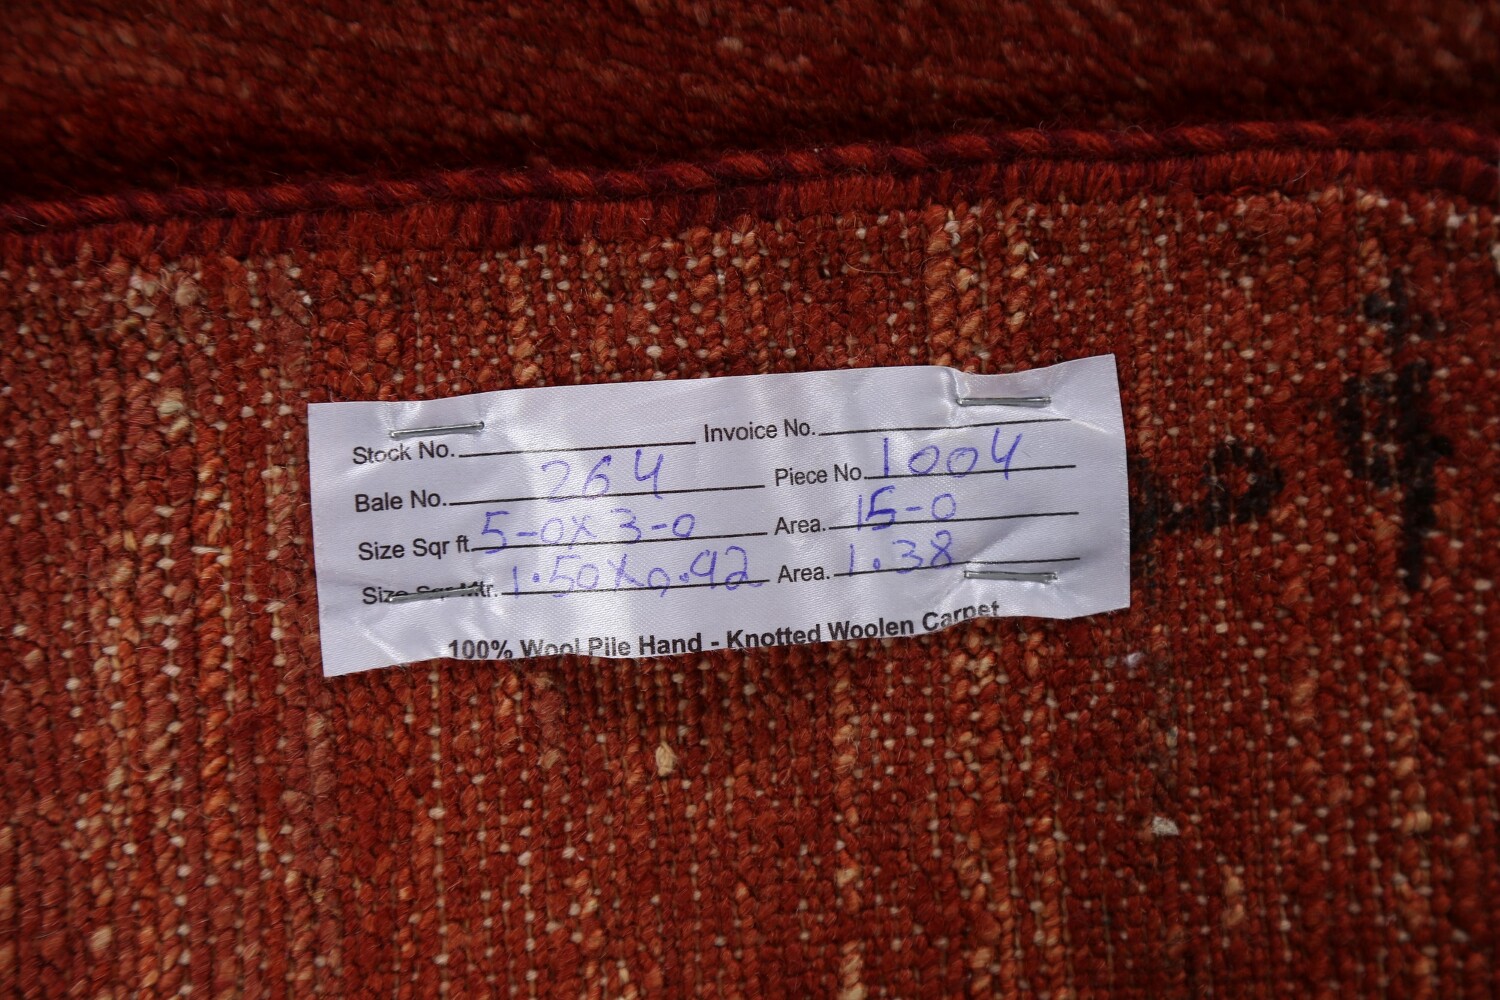 Stock No. Invoice No.
Bale No. 264 Piece No. 1004
Size Sqr ft. 5-0x3-0 Area. 15-0
Size Sqr Mtr. 1.50x0.92 Area. 1.38
100% Wool Pile Hand - Knotted Woolen Carpet